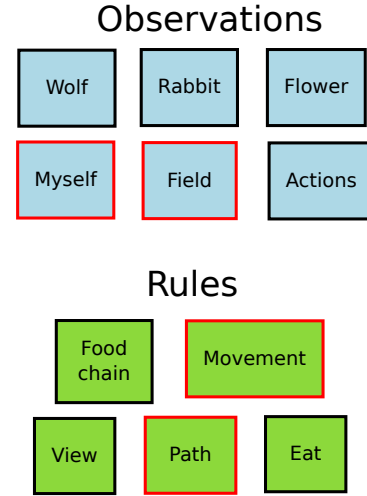 Observations
Wolf
Rabbit
Flower
Myself
Field
Actions
Rules
Food
chain
Movement
View
Path
Eat